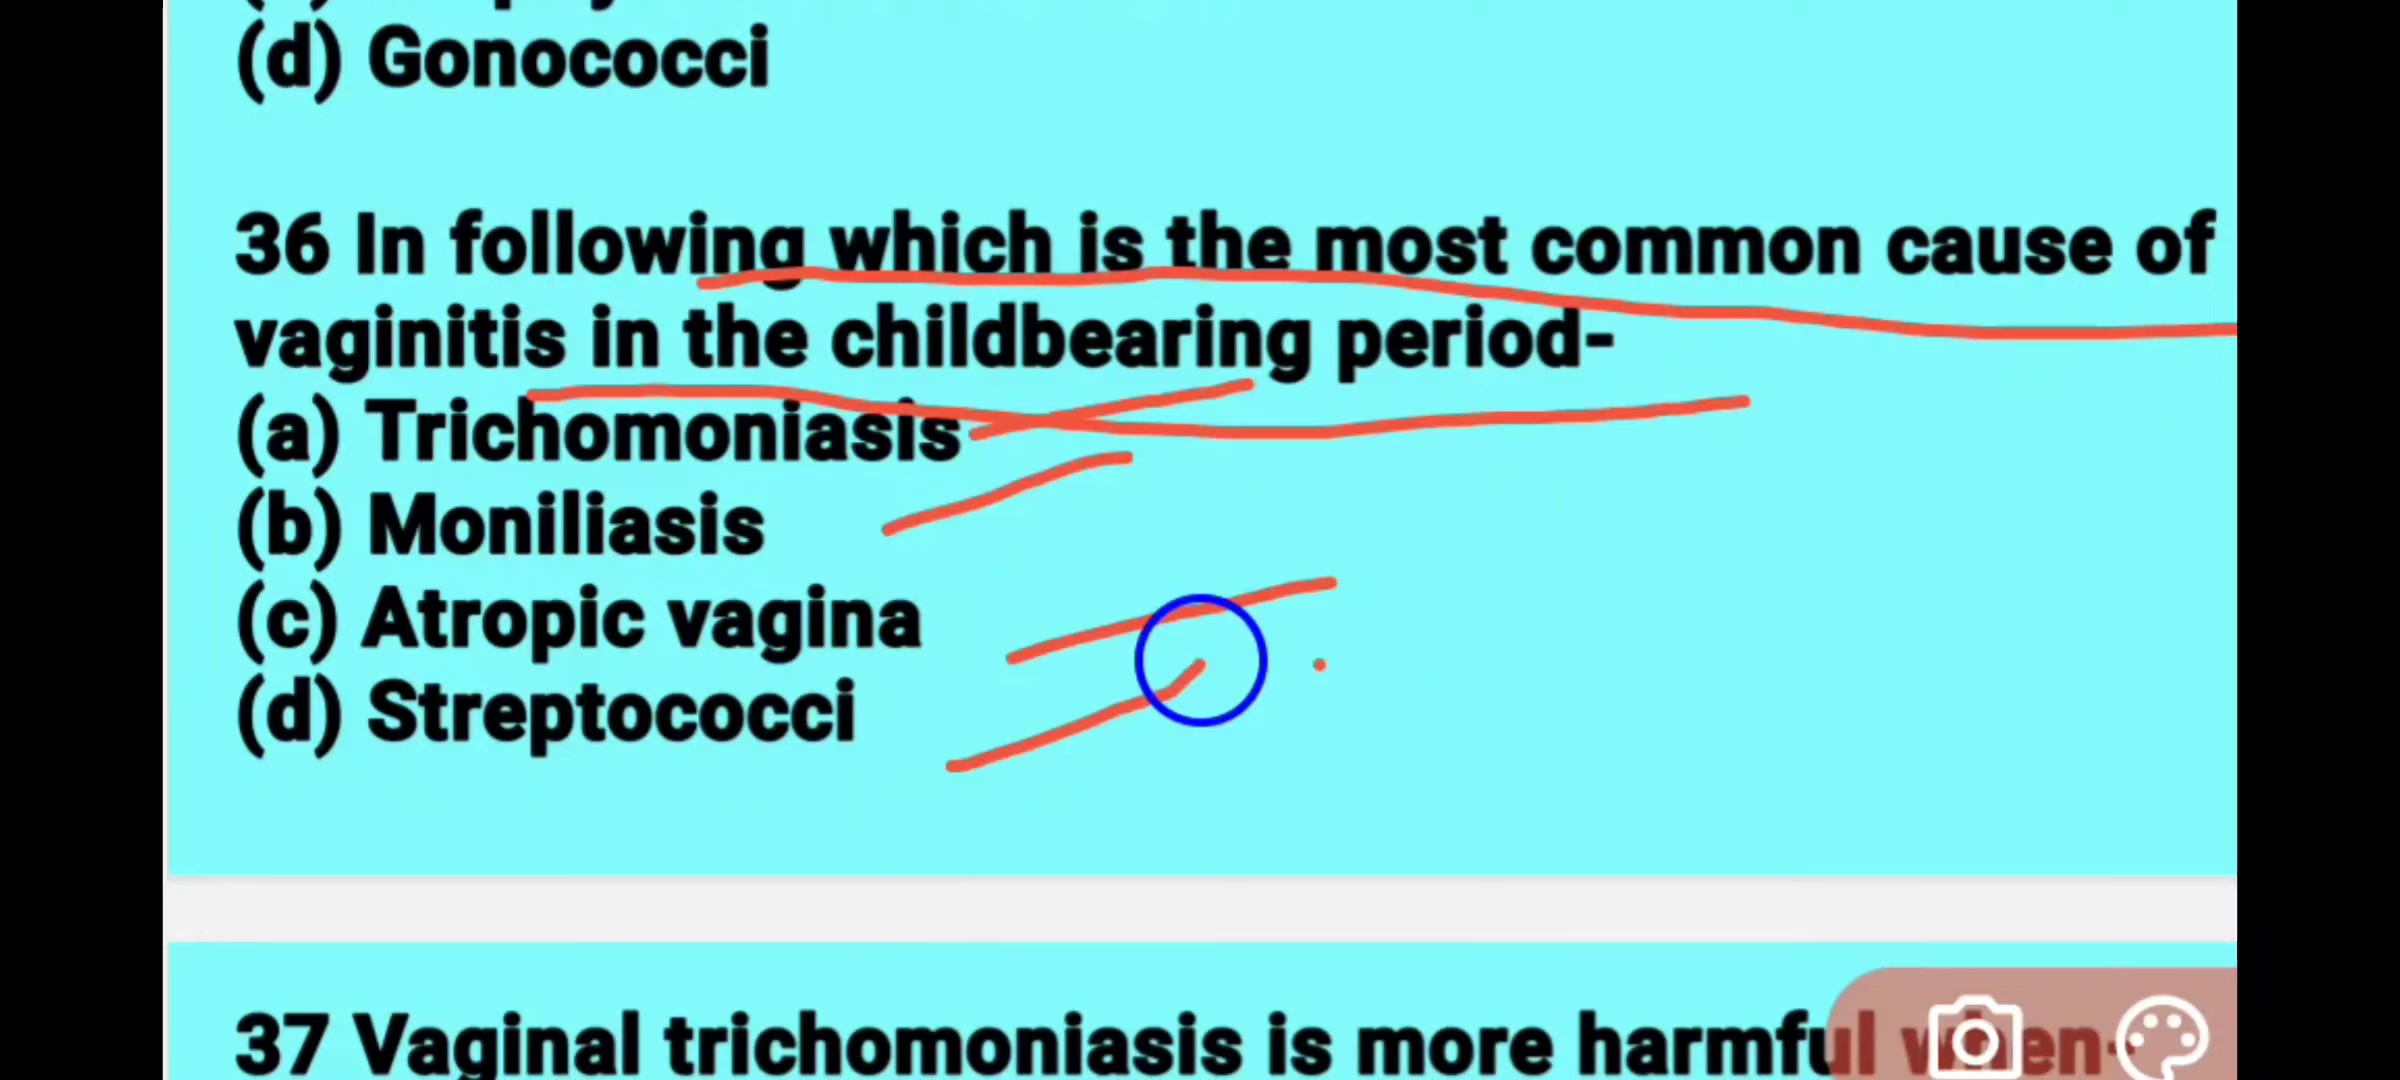 (d) Gonococci
36 In following which is the most common cause of
vaginitis in the childbearing period-
(a) Trichomoniasis
(b) Moniliasis
(c) Atropic vagina
(d) Streptococci
37 Vaginal trichomoniasis is more harmful when-